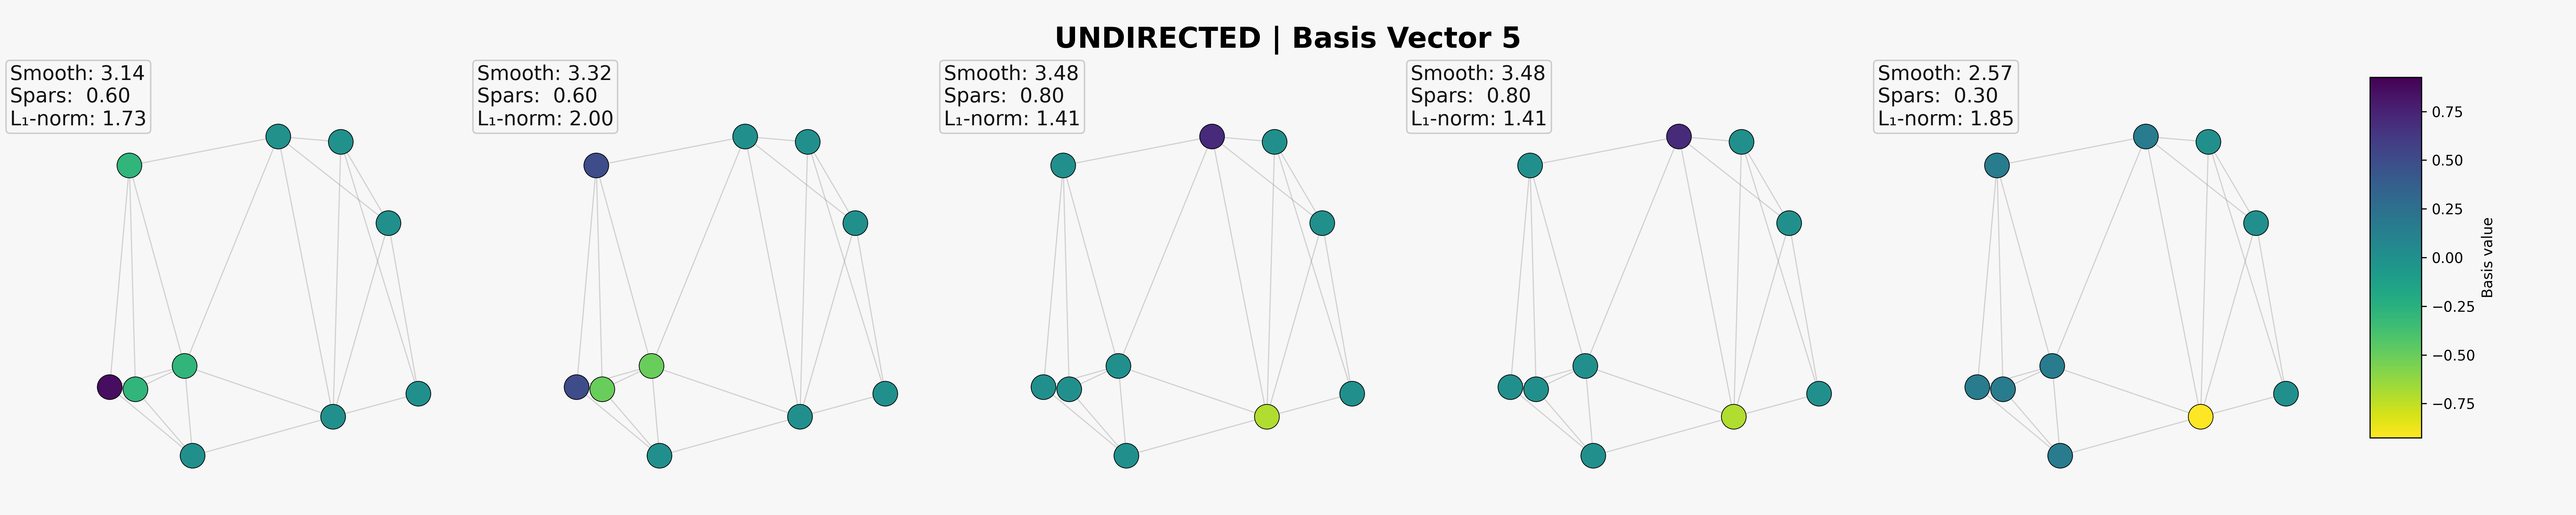 UNDIRECTED | Basis Vector 5
Smooth: 3.14
Spars:  0.60
L₁-norm: 1.73
Smooth: 3.32
Spars:  0.60
L₁-norm: 2.00
Smooth: 3.48
Spars:  0.80
L₁-norm: 1.41
Smooth: 3.48
Spars:  0.80
L₁-norm: 1.41
Smooth: 2.57
Spars:  0.30
L₁-norm: 1.85
0.75
0.50
0.25
0.00
−0.25
−0.50
−0.75
Basis value